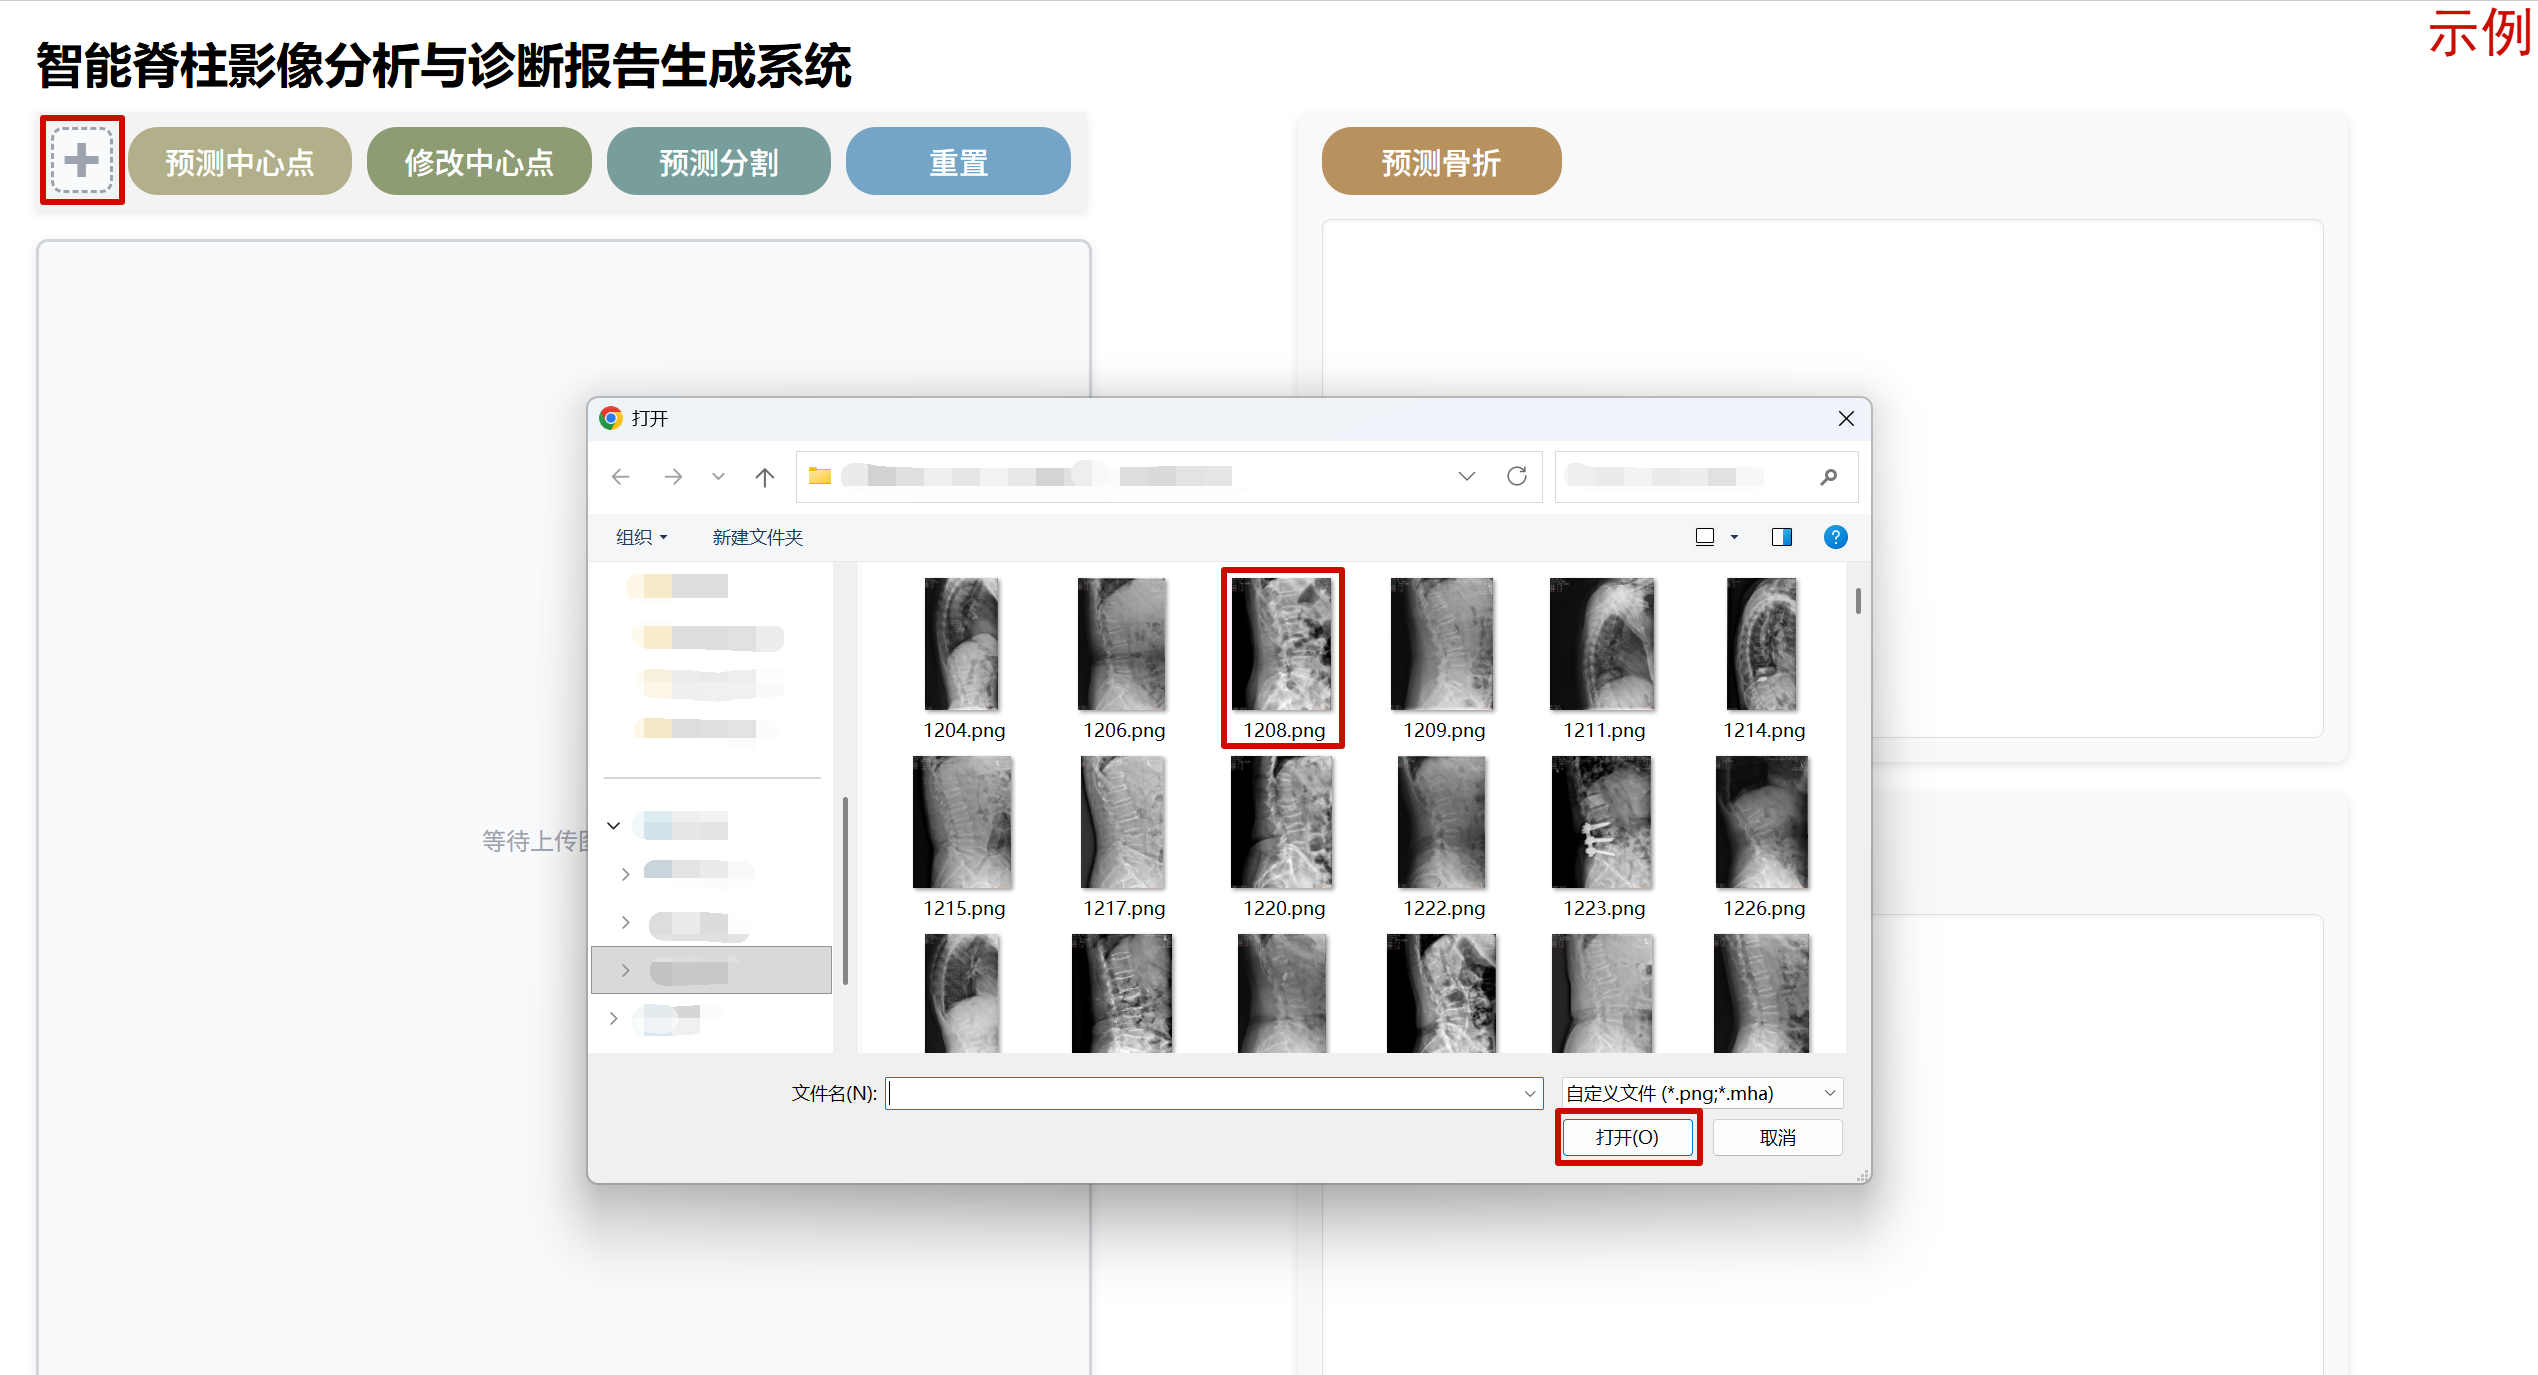 示例
智能脊柱影像分析与诊断报告生成系统
预测中心点 修改中心点 预测分割 重置 预测骨折
打开
组织 新建文件夹
1204.png 1206.png 1208.png 1209.png 1211.png 1214.png
等待上传
1215.png 1217.png 1220.png 1222.png 1223.png 1226.png
文件名(N): 自定义文件 (*.png;*.mha)
打开(O) 取消